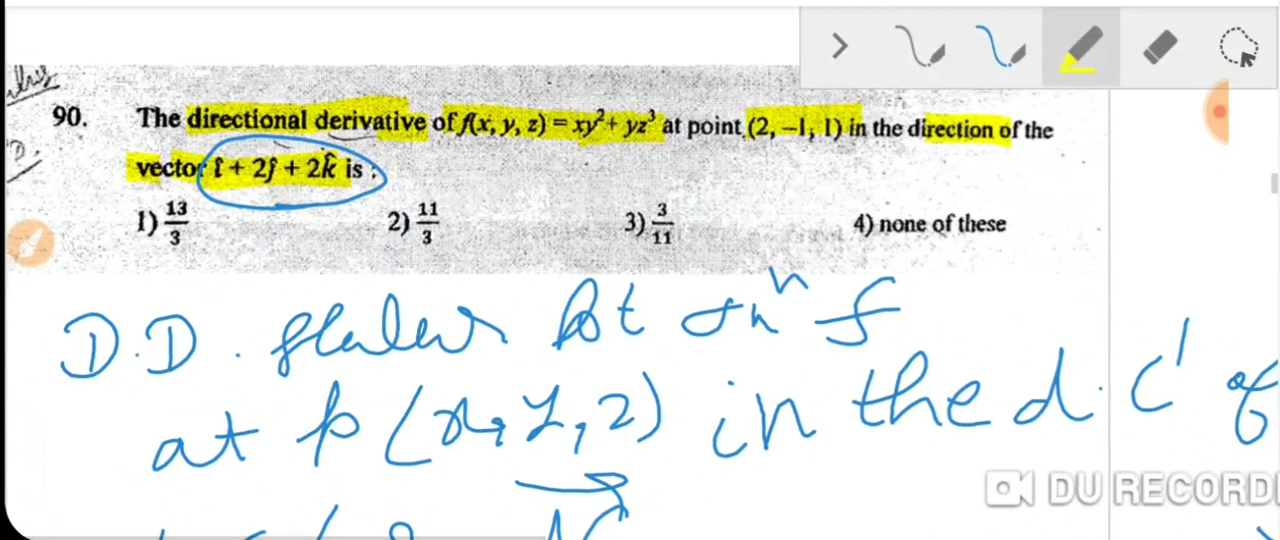 90. The directional derivative of f(x, y, z) = xy² + yz³ at point (2, −1, 1) in the direction of the
vector î + 2ĵ + 2k̂ is :
1) 13/3 2) 11/3 3) 3/11 4) none of these
D.D. of
at p(x, y, z) in the d.c' of
DU RECORD